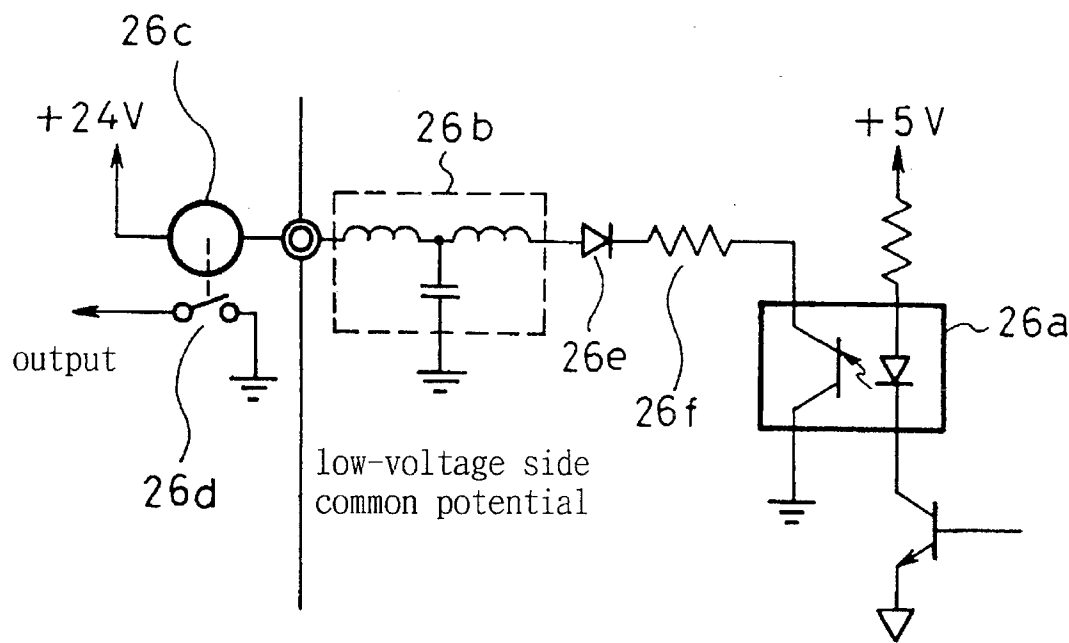 26c
+24V
26b
+5V
26a
output
26e
26f
26d
low-voltage side
common potential